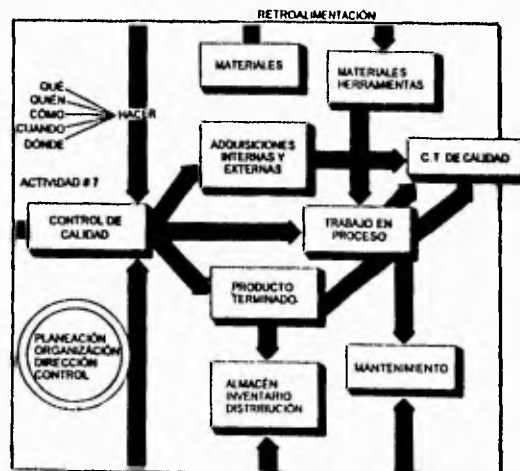 RETROALIMENTACIÓN
MATERIALES
MATERIALES
HERRAMIENTAS
QUÉ
QUIÉN
CÓMO
CUANDO
DÓNDE
HACER
ADQUISICIONES
INTERNAS Y
EXTERNAS
C.T. DE CALIDAD
ACTIVIDAD # 7
CONTROL DE
CALIDAD
TRABAJO EN
PROCESO
PRODUCTO
TERMINADO
PLANEACIÓN
ORGANIZACIÓN
DIRECCIÓN
CONTROL
ALMACÉN
INVENTARIO
DISTRIBUCIÓN
MANTENIMIENTO